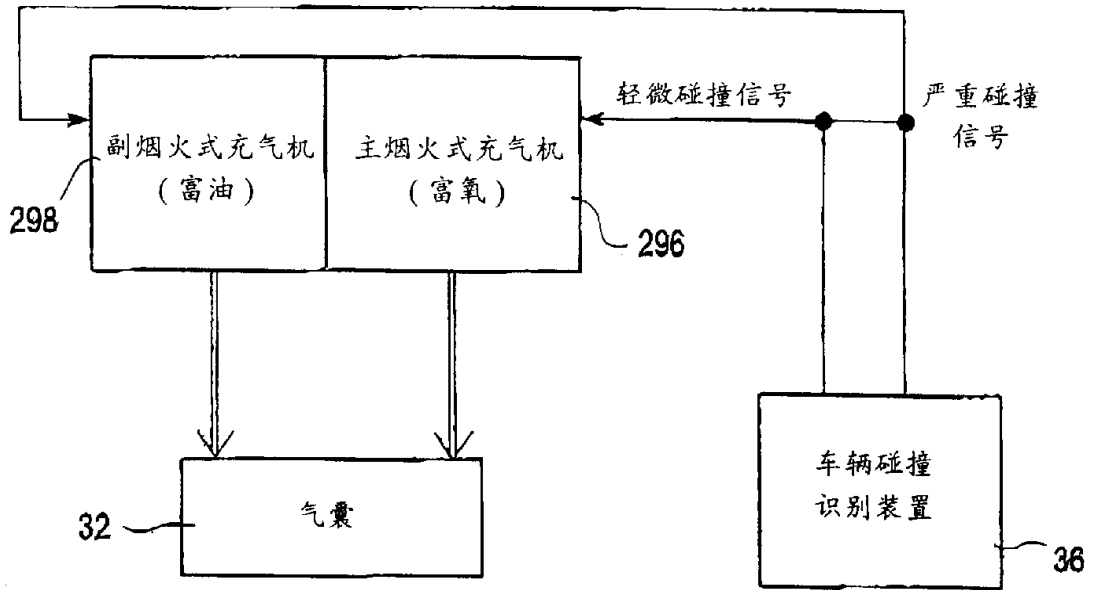 轻微碰撞信号
严重碰撞
信号
副烟火式充气机
(富油)
主烟火式充气机
(富氧)
298
296
气囊
32
车辆碰撞
识别装置
36